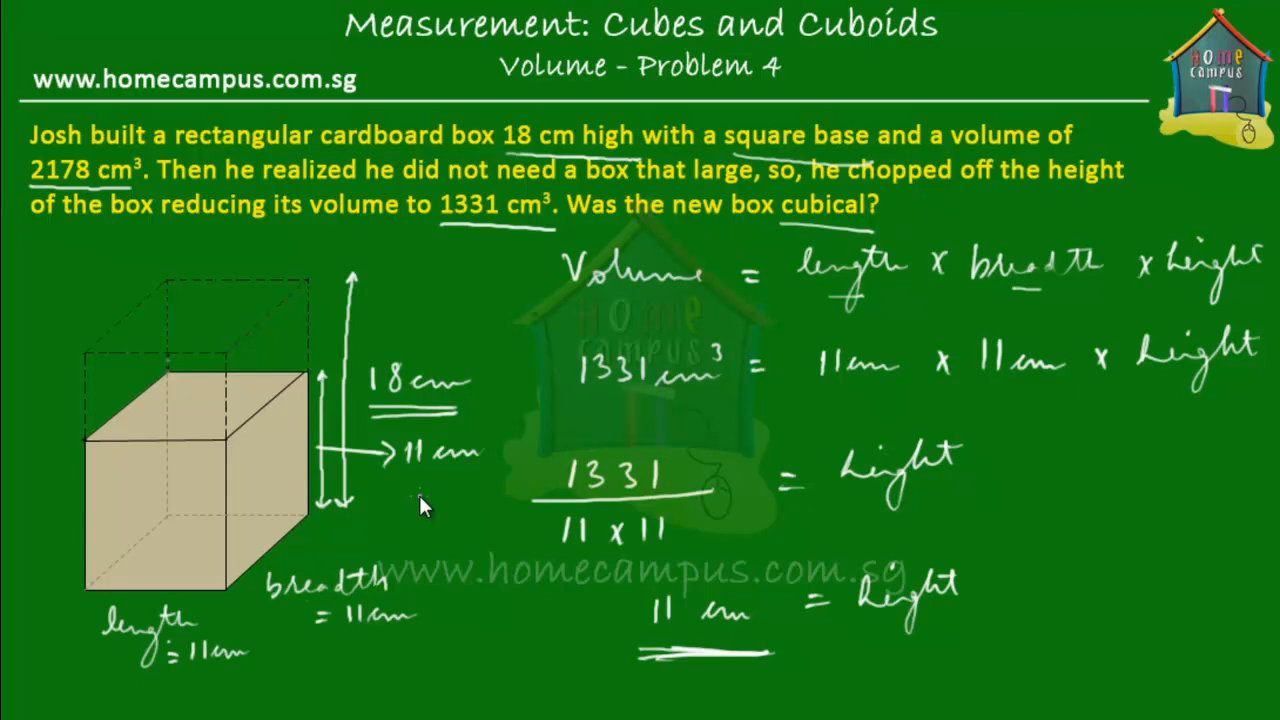 Measurement: Cubes and Cuboids
Volume - Problem 4
www.homecampus.com.sg
HOME
campus
Josh built a rectangular cardboard box 18 cm high with a square base and a volume of
2178 cm³. Then he realized he did not need a box that large, so, he chopped off the height
of the box reducing its volume to 1331 cm³. Was the new box cubical?
Volume = length × breadth × height
HOME
campus
1331 cm³ = 11 cm × 11 cm × height
18 cm
11 cm
1331 = height
11 × 11
www.homecampus.com.sg
breadth
= 11 cm
length
= 11 cm
11 cm = height